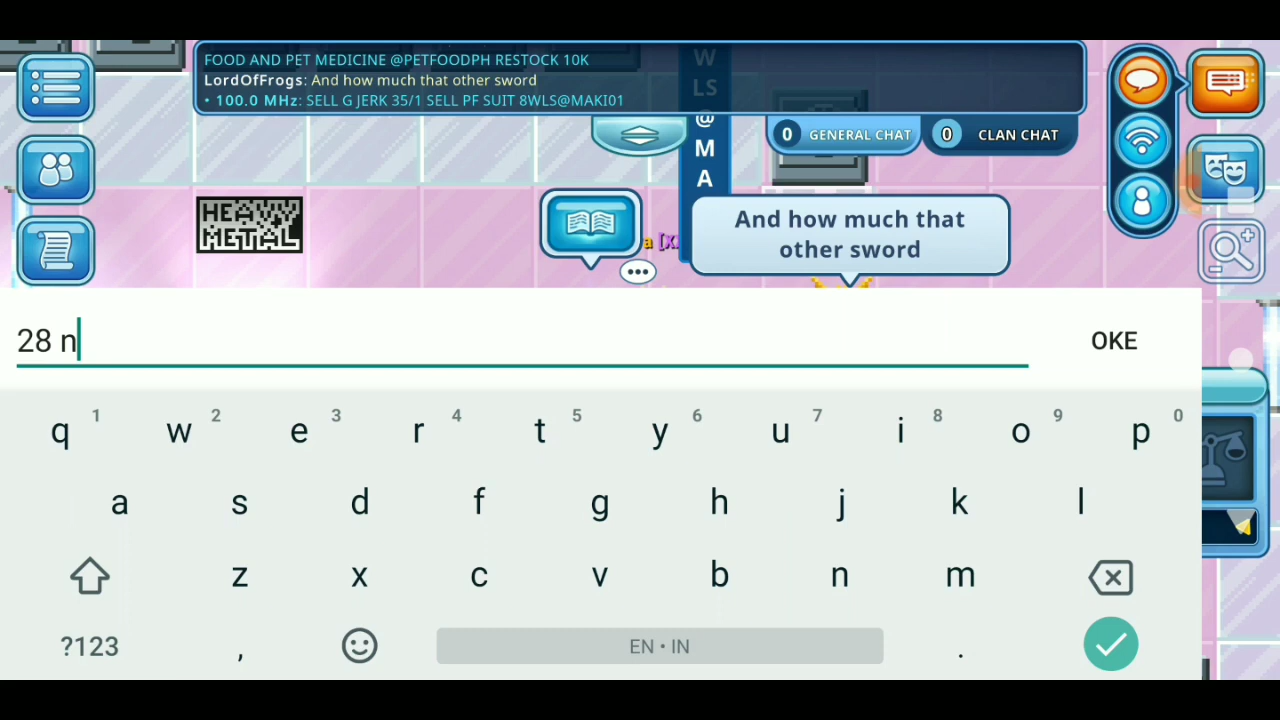 FOOD AND PET MEDICINE @PETFOODPH RESTOCK 10K
LordOfFrogs: And how much that other sword
• 100.0 MHz: SELL G JERK 35/1 SELL PF SUIT 8WLS@MAKI01
W
LS
@
M
A
0 GENERAL CHAT
0 CLAN CHAT
HEAVY
METAL
a [X
And how much that
other sword
28 n
OKE
q 1 w 2 e 3 r 4 t 5 y 6 u 7 i 8 o 9 p 0
a s d f g h j k l
z x c v b n m
?123 , EN • IN .